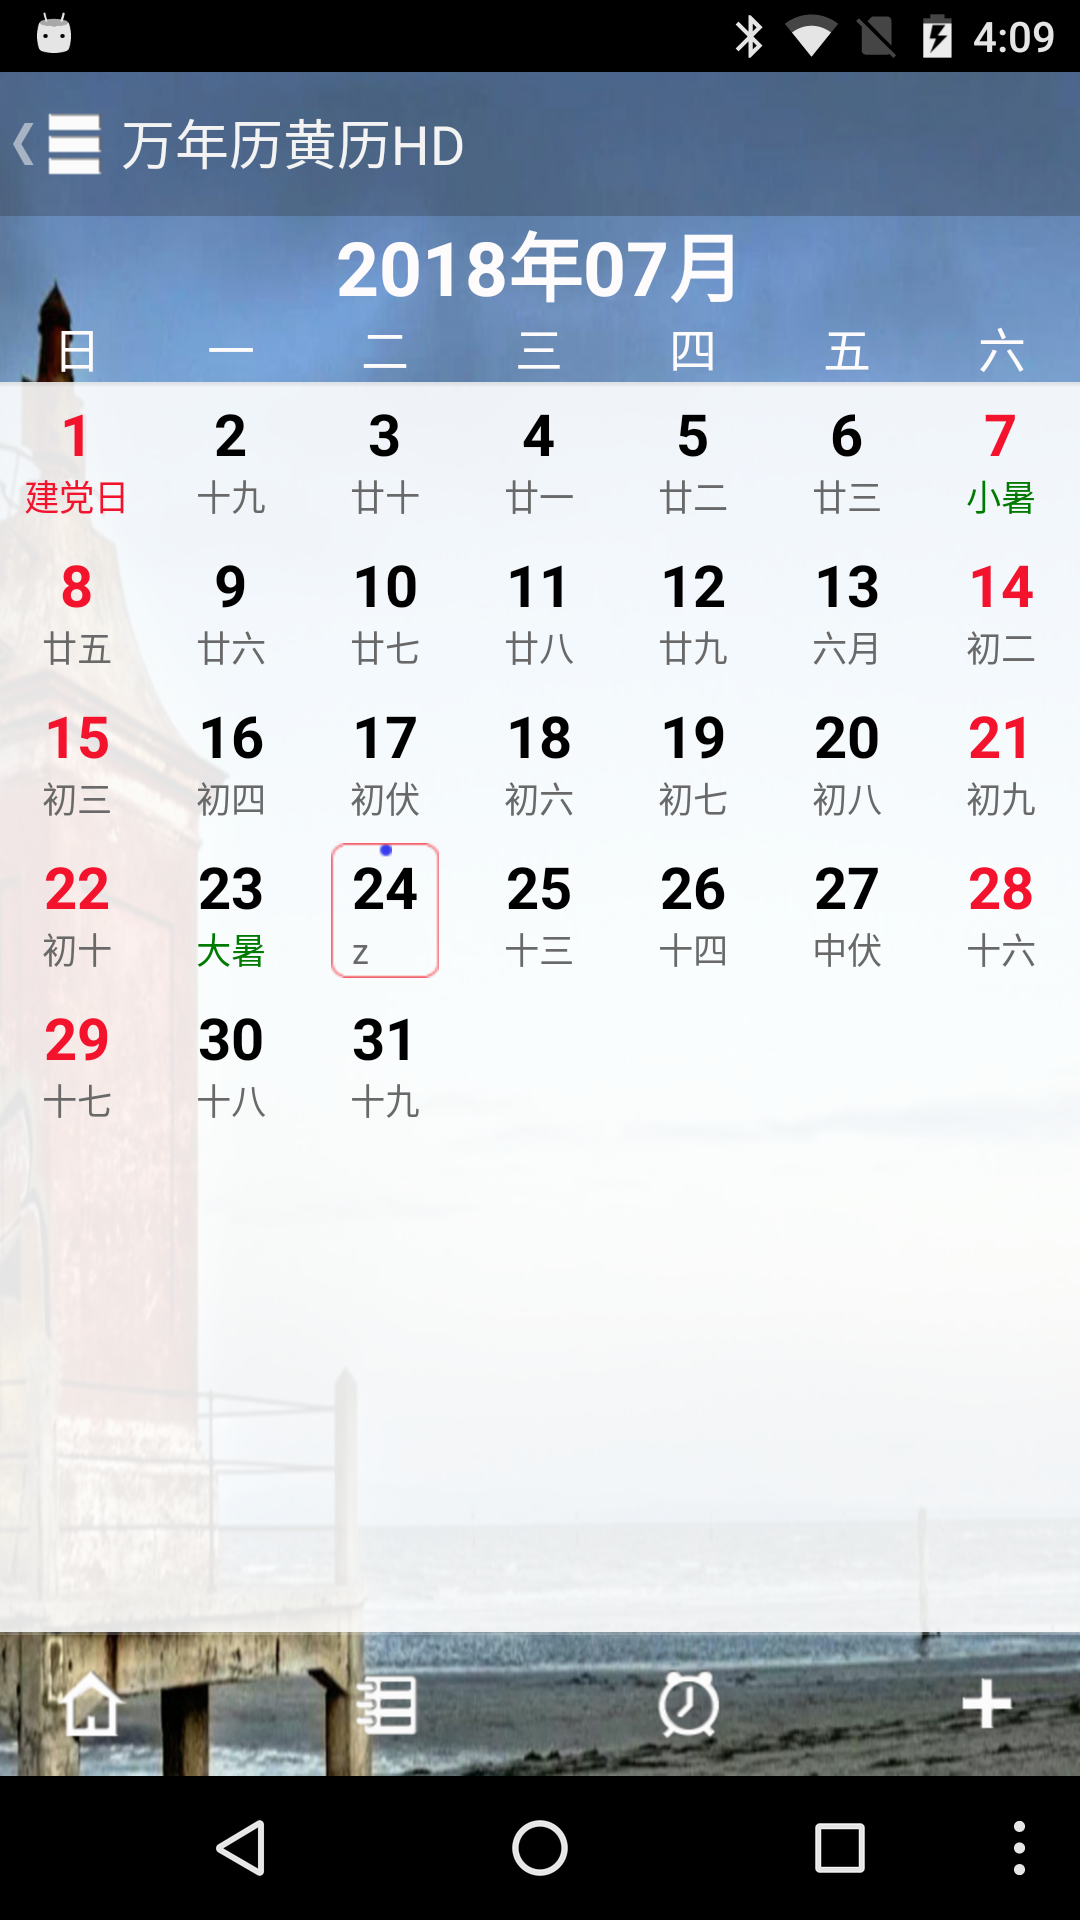 4:09
万年历黄历HD
2018年07月
日 一 二 三 四 五 六
1 2 3 4 5 6 7
建党日 十九 廿十 廿一 廿二 廿三 小暑
8 9 10 11 12 13 14
廿五 廿六 廿七 廿八 廿九 六月 初二
15 16 17 18 19 20 21
初三 初四 初伏 初六 初七 初八 初九
22 23 24 25 26 27 28
初十 大暑 z 十三 十四 中伏 十六
29 30 31
十七 十八 十九